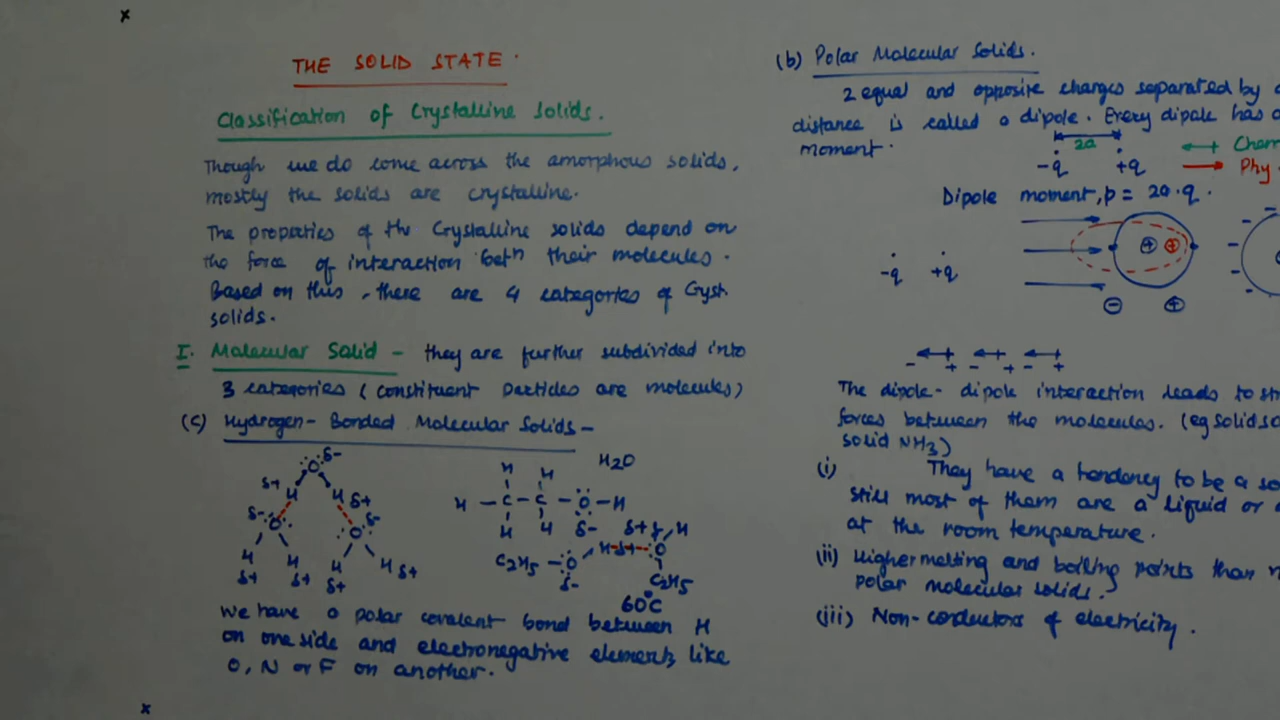 THE SOLID STATE.
Classification of Crystalline Solids.
Though we do come across the amorphous solids,
mostly the solids are crystalline.
The properties of the Crystalline solids depend on
the force of interaction betn their molecules.
Based on this, there are 4 categories of Cryst.
solids.
I. Molecular Solid - they are further subdivided into
3 categories (constituent particles are molecules)
(c) Hydrogen-Bonded Molecular Solids-
H2O
δ-
O
δ+ H H δ+
δ- O O δ-
H H H H δ+
δ+ δ+ δ+
H H
H - C - C - O - H
H H δ-
C2H5 - O - H δ+ O H
δ- δ+
C2H5
60°C
We have a polar covalent bond between H
on one side and electronegative elements like
O, N or F on another.
(b) Polar Molecular Solids.
2 equal and opposite charges separated by a
distance is called a dipole. Every dipole has a
moment.
2a
-q +q
Chem
Phy.
Dipole moment, p = 2a.q.
-q +q
+ +
- +
- + - + - +
The dipole-dipole interaction leads to
forces between the molecules. (eg solid
solid NH3)
(i) They have a tendency to be a
still most of them are a liquid or
at the room temperature.
(ii) Higher melting and boiling points than
polar molecular solids.
(iii) Non-conductors of electricity.